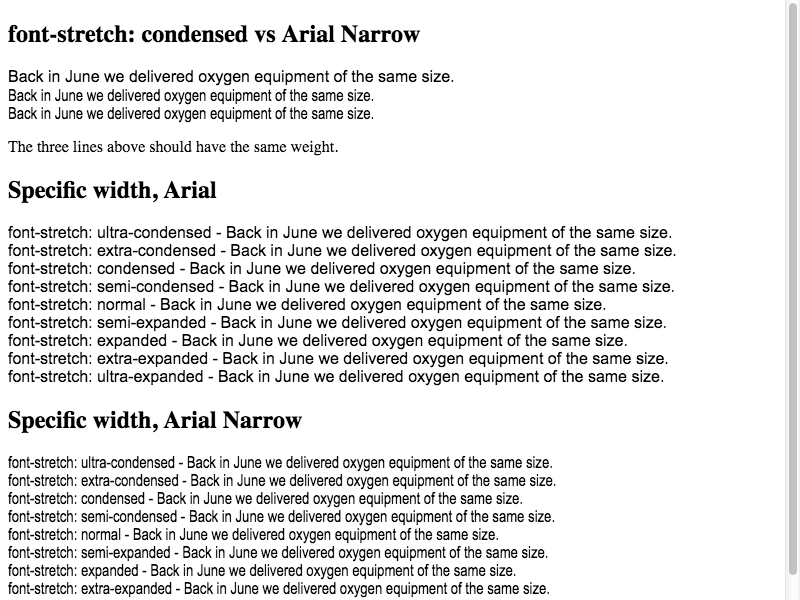 font-stretch: condensed vs Arial Narrow
Back in June we delivered oxygen equipment of the same size.
Back in June we delivered oxygen equipment of the same size.
Back in June we delivered oxygen equipment of the same size.
The three lines above should have the same weight.
Specific width, Arial
font-stretch: ultra-condensed - Back in June we delivered oxygen equipment of the same size.
font-stretch: extra-condensed - Back in June we delivered oxygen equipment of the same size.
font-stretch: condensed - Back in June we delivered oxygen equipment of the same size.
font-stretch: semi-condensed - Back in June we delivered oxygen equipment of the same size.
font-stretch: normal - Back in June we delivered oxygen equipment of the same size.
font-stretch: semi-expanded - Back in June we delivered oxygen equipment of the same size.
font-stretch: expanded - Back in June we delivered oxygen equipment of the same size.
font-stretch: extra-expanded - Back in June we delivered oxygen equipment of the same size.
font-stretch: ultra-expanded - Back in June we delivered oxygen equipment of the same size.
Specific width, Arial Narrow
font-stretch: ultra-condensed - Back in June we delivered oxygen equipment of the same size.
font-stretch: extra-condensed - Back in June we delivered oxygen equipment of the same size.
font-stretch: condensed - Back in June we delivered oxygen equipment of the same size.
font-stretch: semi-condensed - Back in June we delivered oxygen equipment of the same size.
font-stretch: normal - Back in June we delivered oxygen equipment of the same size.
font-stretch: semi-expanded - Back in June we delivered oxygen equipment of the same size.
font-stretch: expanded - Back in June we delivered oxygen equipment of the same size.
font-stretch: extra-expanded - Back in June we delivered oxygen equipment of the same size.